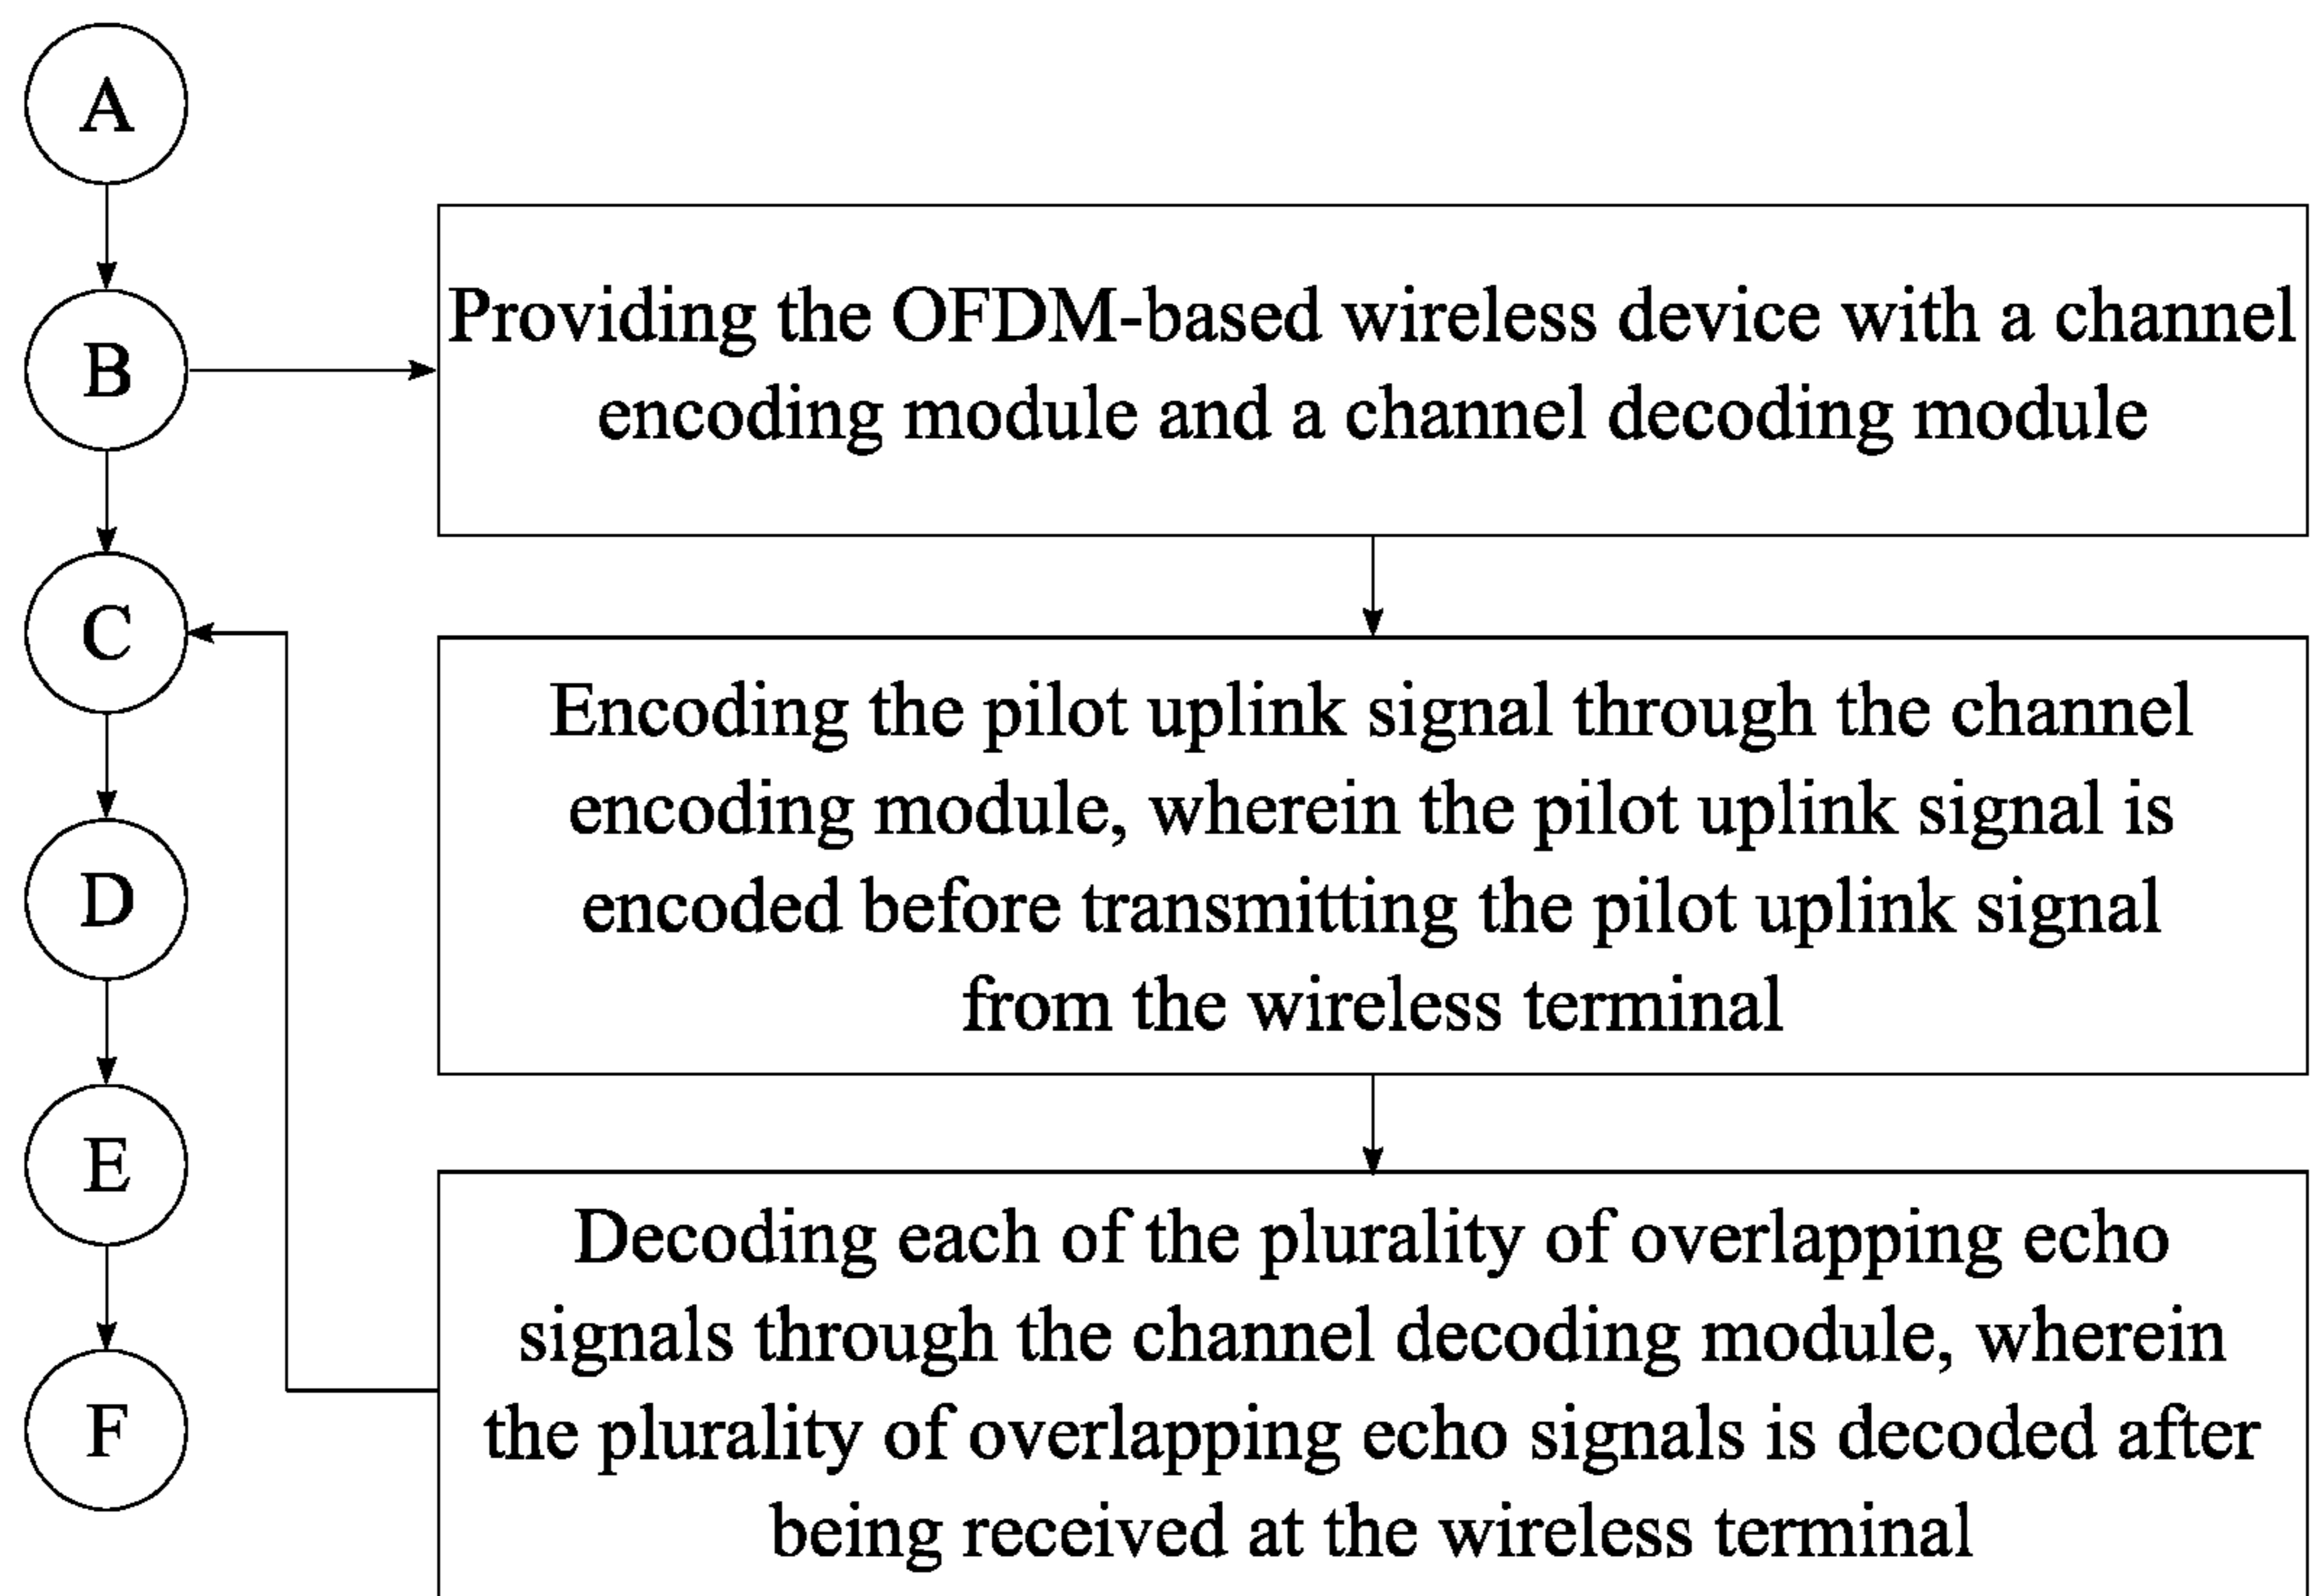 A
B
C
D
E
F
Providing the OFDM-based wireless device with a channel
encoding module and a channel decoding module
Encoding the pilot uplink signal through the channel
encoding module, wherein the pilot uplink signal is
encoded before transmitting the pilot uplink signal
from the wireless terminal
Decoding each of the plurality of overlapping echo
signals through the channel decoding module, wherein
the plurality of overlapping echo signals is decoded after
being received at the wireless terminal